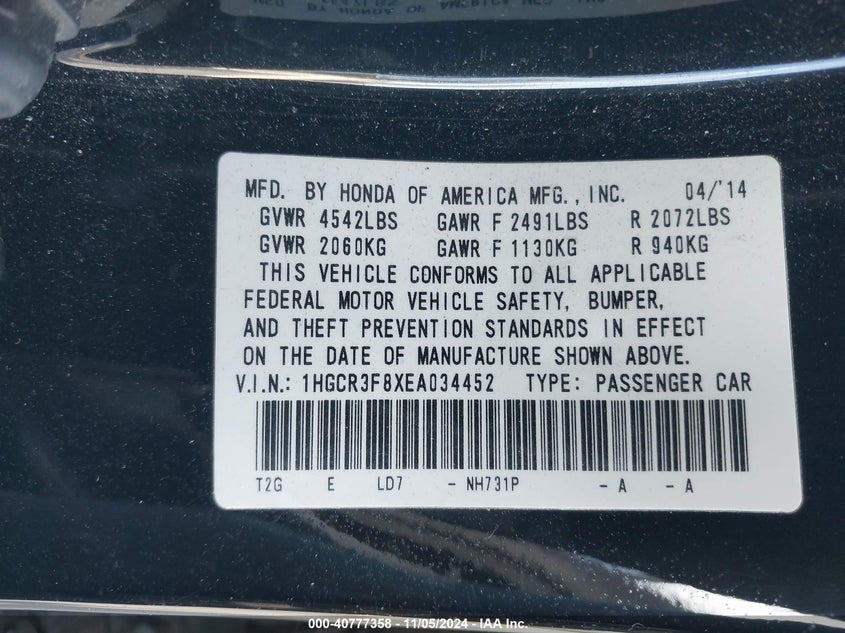 MFD. BY HONDA OF AMERICA MFG., INC. 04/'14
GVWR 4542LBS GAWR F 2491LBS R 2072LBS
GVWR 2060KG GAWR F 1130KG R 940KG
THIS VEHICLE CONFORMS TO ALL APPLICABLE
FEDERAL MOTOR VEHICLE SAFETY, BUMPER,
AND THEFT PREVENTION STANDARDS IN EFFECT
ON THE DATE OF MANUFACTURE SHOWN ABOVE.
V.I.N.: 1HGCR3F8XEA034452 TYPE: PASSENGER CAR
T2G E LD7 - NH731P - A - A
000-40777358 - 11/05/2024 - IAA Inc.